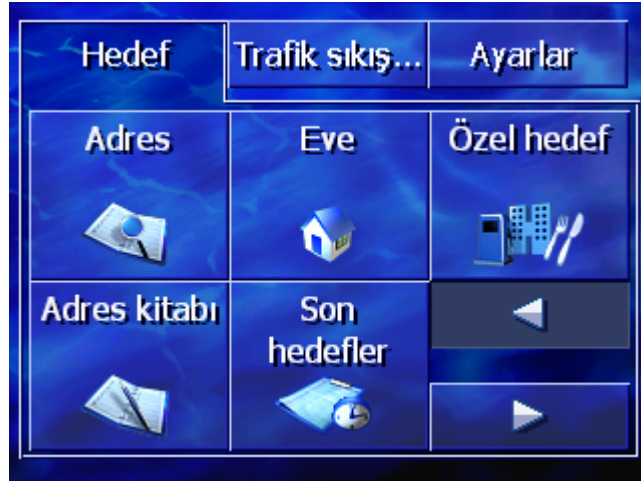 Hedef
Trafik sıkış...
Ayarlar
Adres
Eve
Özel hedef
Adres kitabı
Son
hedefler